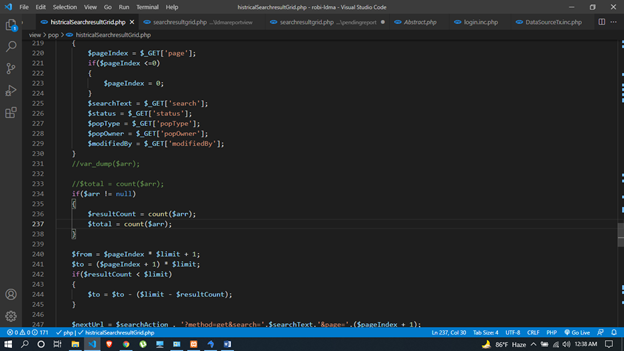 File Edit Selection View Go Run Terminal Help histricalSearchresultGrid.php - robi-ldma - Visual Studio Code
histricalSearchresultGrid.php searchresultgrid.php searchresultgrid.php ...\pendingreport Abstract.php login.inc.php DataSourceTx.inc.php
view > pop > histricalSearchresultGrid.php
219 {
220 $pageIndex = $_GET['page'];
221 if($pageIndex <=0)
222 {
223 $pageIndex = 0;
224 }
225 $searchText = $_GET['search'];
226 $status = $_GET['status'];
227 $popType = $_GET['popType'];
228 $popOwner = $_GET['popOwner'];
229 $modifiedBy = $_GET['modifiedBy'];
230 }
231 //var_dump($arr);
232
233 //$total = count($arr);
234 if($arr != null)
235 {
236 $resultCount = count($arr);
237 $total = count($arr);
238 }
239
240 $from = $pageIndex * $limit + 1;
241 $to = ($pageIndex + 1) * $limit;
242 if($resultCount < $limit)
243 {
244 $to = $to - ($limit - $resultCount);
245 }
246
247 $nextUrl = $searchAction . '?method=get&search='.$searchText.'&page='.($pageIndex + 1);
0 0 171 php histricalSearchresultGrid.php Ln 237, Col 30 Tab Size: 4 UTF-8 CRLF PHP Go Live
86°F Haze 12:38 AM